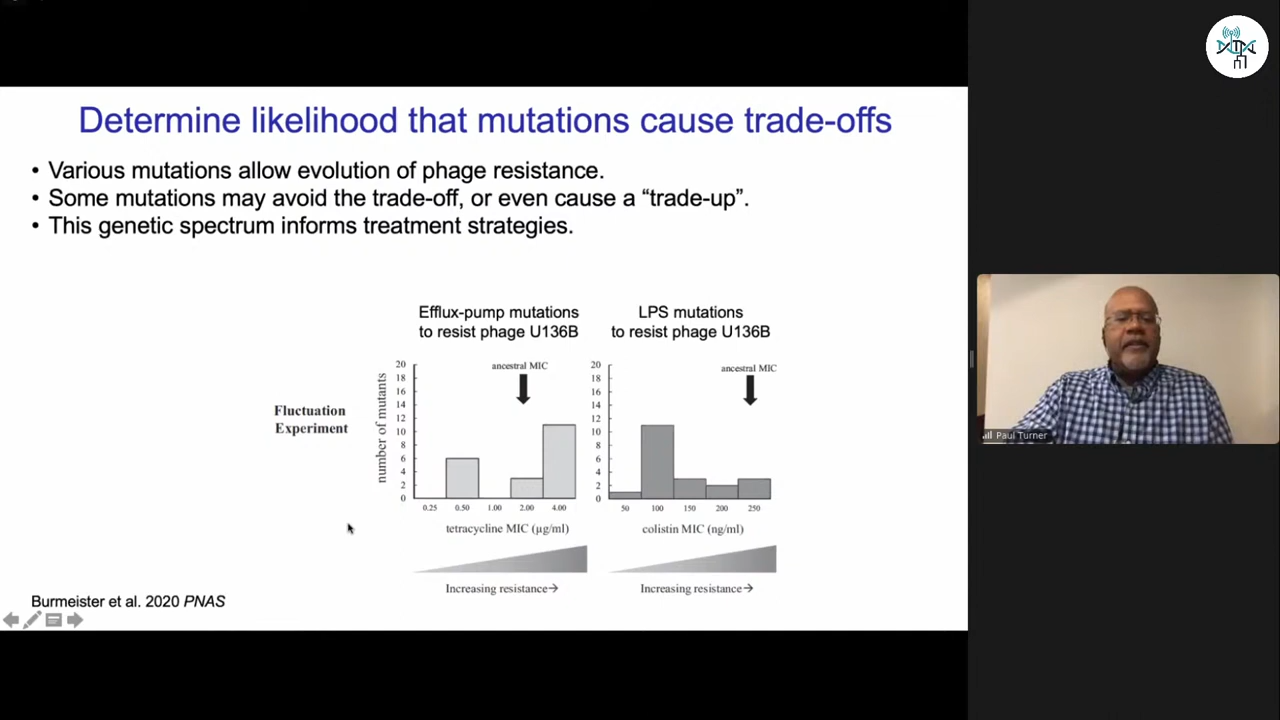 Determine likelihood that mutations cause trade-offs
• Various mutations allow evolution of phage resistance.
• Some mutations may avoid the trade-off, or even cause a “trade-up”.
• This genetic spectrum informs treatment strategies.
Efflux-pump mutations
to resist phage U136B
LPS mutations
to resist phage U136B
Fluctuation
Experiment
number of mutants
20
18
16
14
12
10
8
6
4
2
0
ancestral MIC
0.25 0.50 1.00 2.00 4.00
tetracycline MIC (µg/ml)
Increasing resistance→
20
18
16
14
12
10
8
6
4
2
0
ancestral MIC
50 100 150 200 250
colistin MIC (ng/ml)
Increasing resistance→
Burmeister et al. 2020 PNAS
Paul Turner